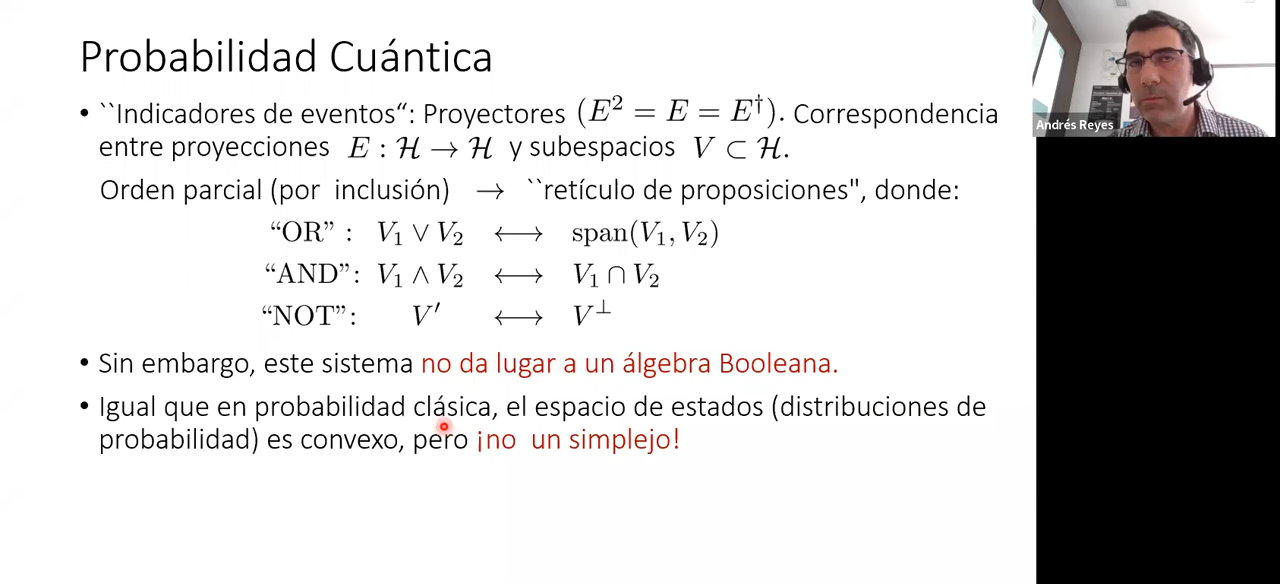 Probabilidad Cuántica
• ``Indicadores de eventos“: Proyectores (E² = E = E†). Correspondencia
entre proyecciones E : ℋ → ℋ y subespacios V ⊂ ℋ.
Orden parcial (por inclusión) → ``retículo de proposiciones", donde:
“OR” : V₁ ∨ V₂ ⟷ span(V₁, V₂)
“AND”: V₁ ∧ V₂ ⟷ V₁ ∩ V₂
“NOT”: V′ ⟷ V⊥
• Sin embargo, este sistema no da lugar a un álgebra Booleana.
• Igual que en probabilidad clásica, el espacio de estados (distribuciones de
probabilidad) es convexo, pero ¡no un simplejo!
Andrés Reyes